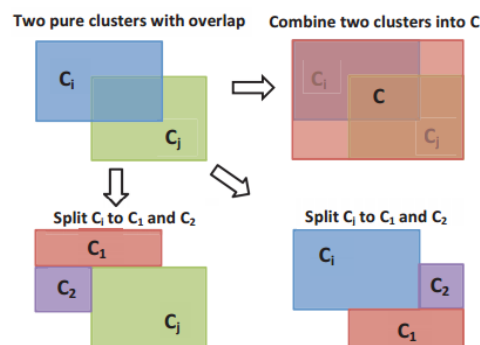 Two pure clusters with overlap
Combine two clusters into C
Ci
Cj
Ci
C
Cj
Split Ci to C1 and C2
Split Cj to C1 and C2
C1
C2
Cj
Ci
C2
C1